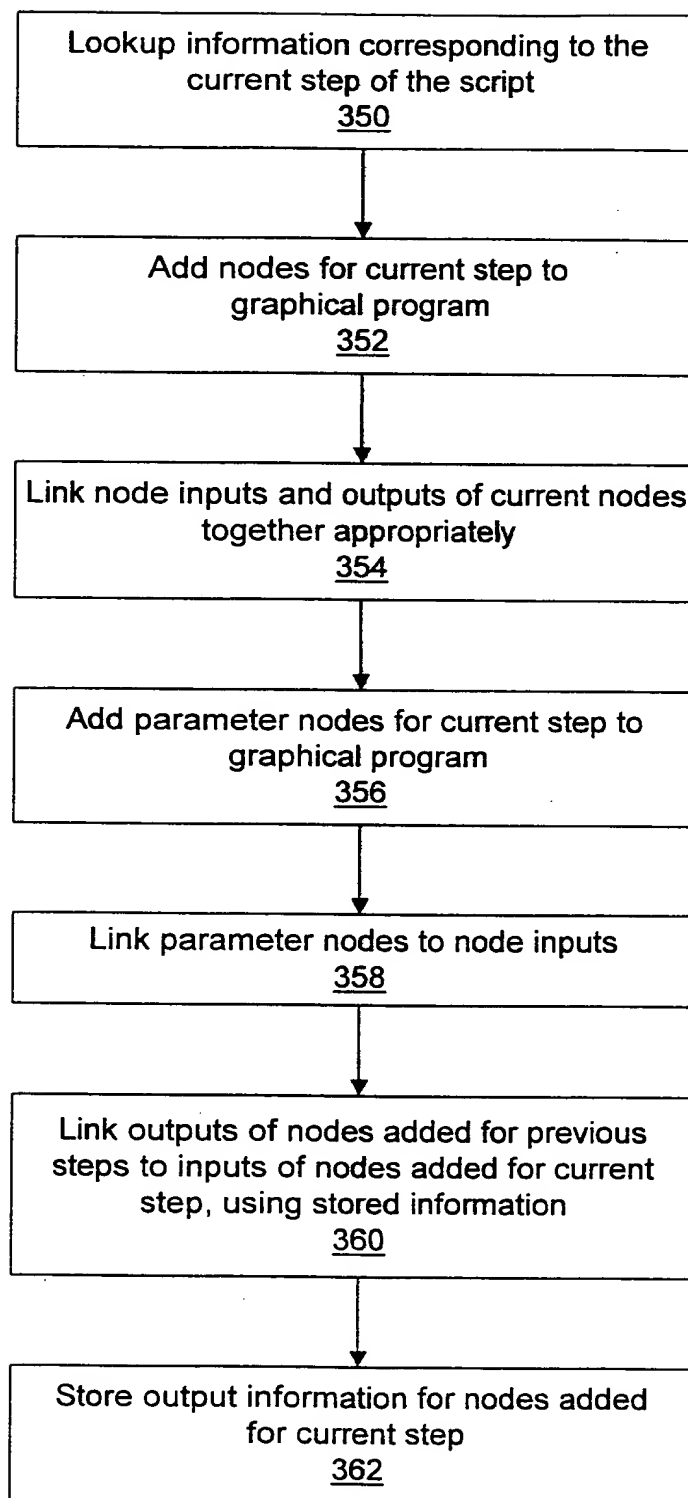 Lookup information corresponding to the
current step of the script
350
Add nodes for current step to
graphical program
352
Link node inputs and outputs of current nodes
together appropriately
354
Add parameter nodes for current step to
graphical program
356
Link parameter nodes to node inputs
358
Link outputs of nodes added for previous
steps to inputs of nodes added for current
step, using stored information
360
Store output information for nodes added
for current step
362